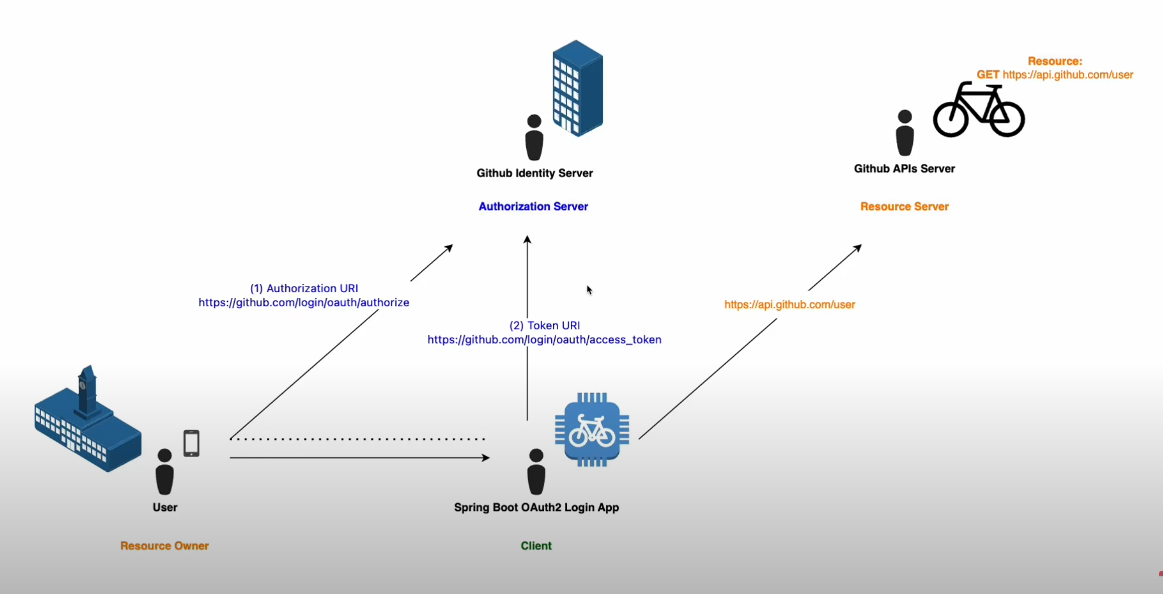 Resource:
GET https://api.github.com/user
Github Identity Server
Github APIs Server
Authorization Server
Resource Server
(1) Authorization URI
https://github.com/login/oauth/authorize
https://api.github.com/user
(2) Token URI
https://github.com/login/oauth/access_token
User
Spring Boot OAuth2 Login App
Resource Owner
Client